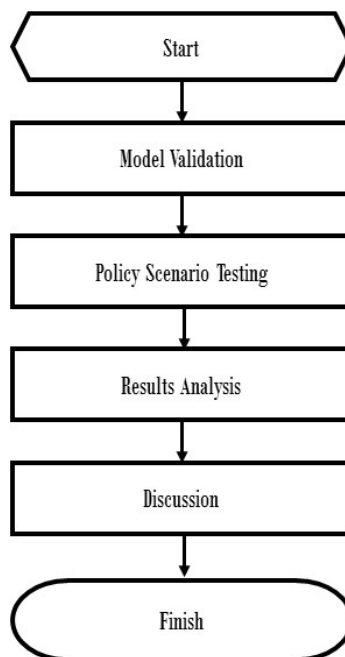 Start
Model Validation
Policy Scenario Testing
Results Analysis
Discussion
Finish